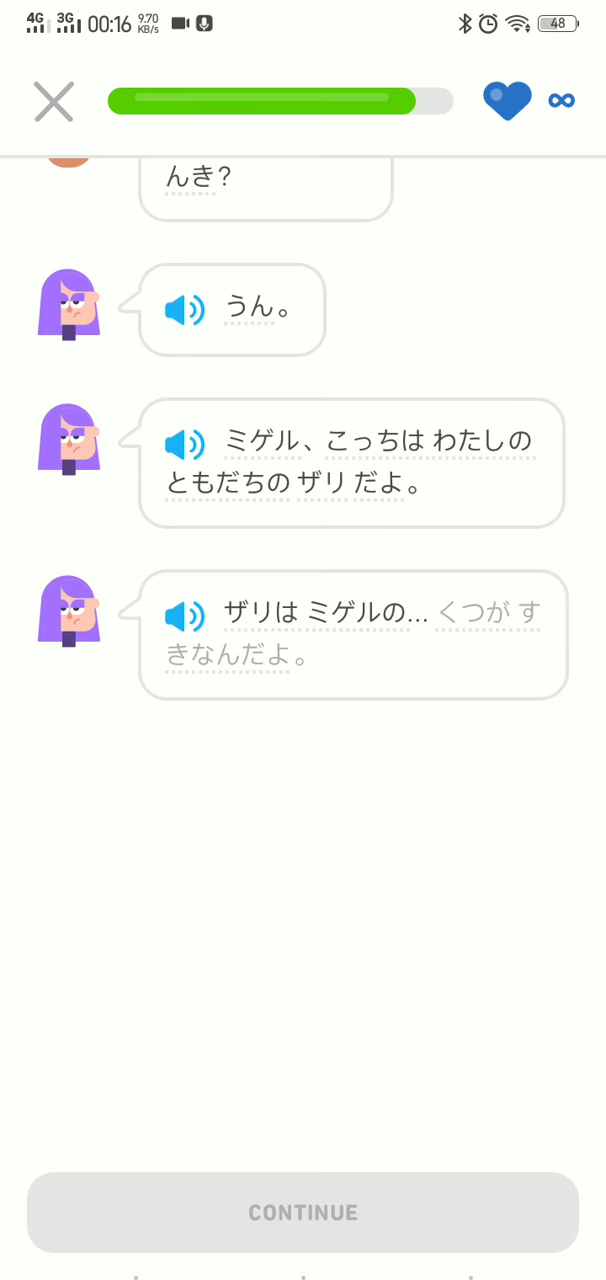 4G 3G 00:16 9.70 KB/s 48
んき?
うん。
ミゲル、こっちは わたしの
ともだちの ザリ だよ。
ザリは ミゲルの... くつが す
きなんだよ。
CONTINUE